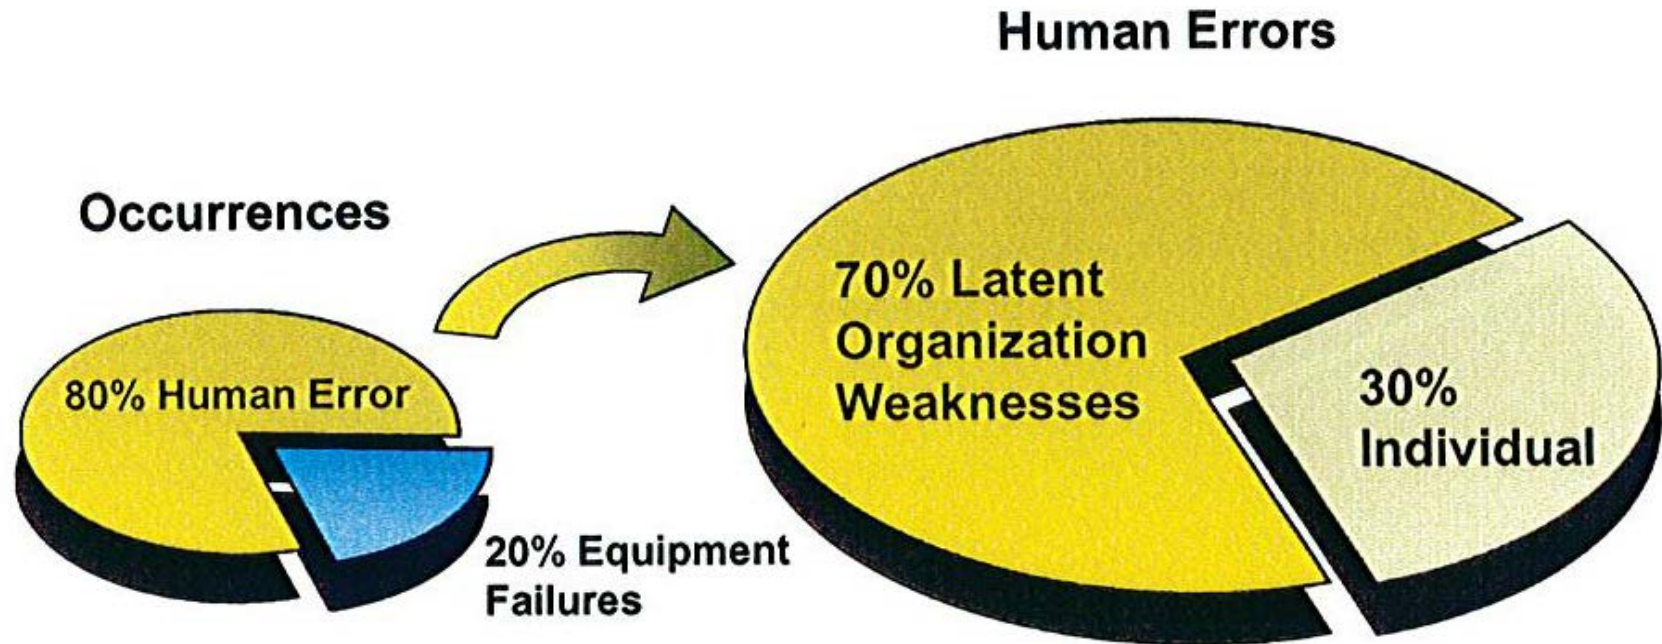 Human Errors
Occurrences
80% Human Error
20% Equipment
Failures
70% Latent
Organization
Weaknesses
30%
Individual